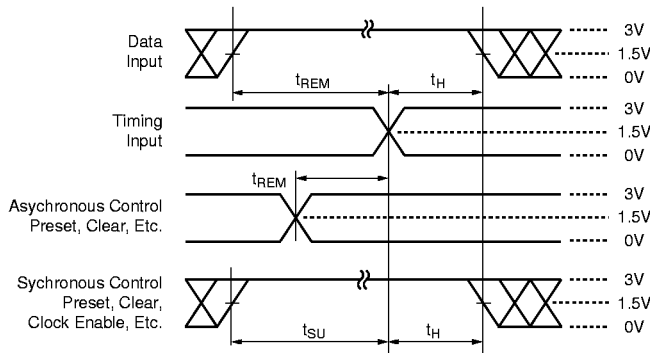 Data
Input
tREM
tH
3V
1.5V
0V
Timing
Input
3V
1.5V
0V
tREM
Asychronous Control
Preset, Clear, Etc.
3V
1.5V
0V
Sychronous Control
Preset, Clear,
Clock Enable, Etc.
tSU
tH
3V
1.5V
0V